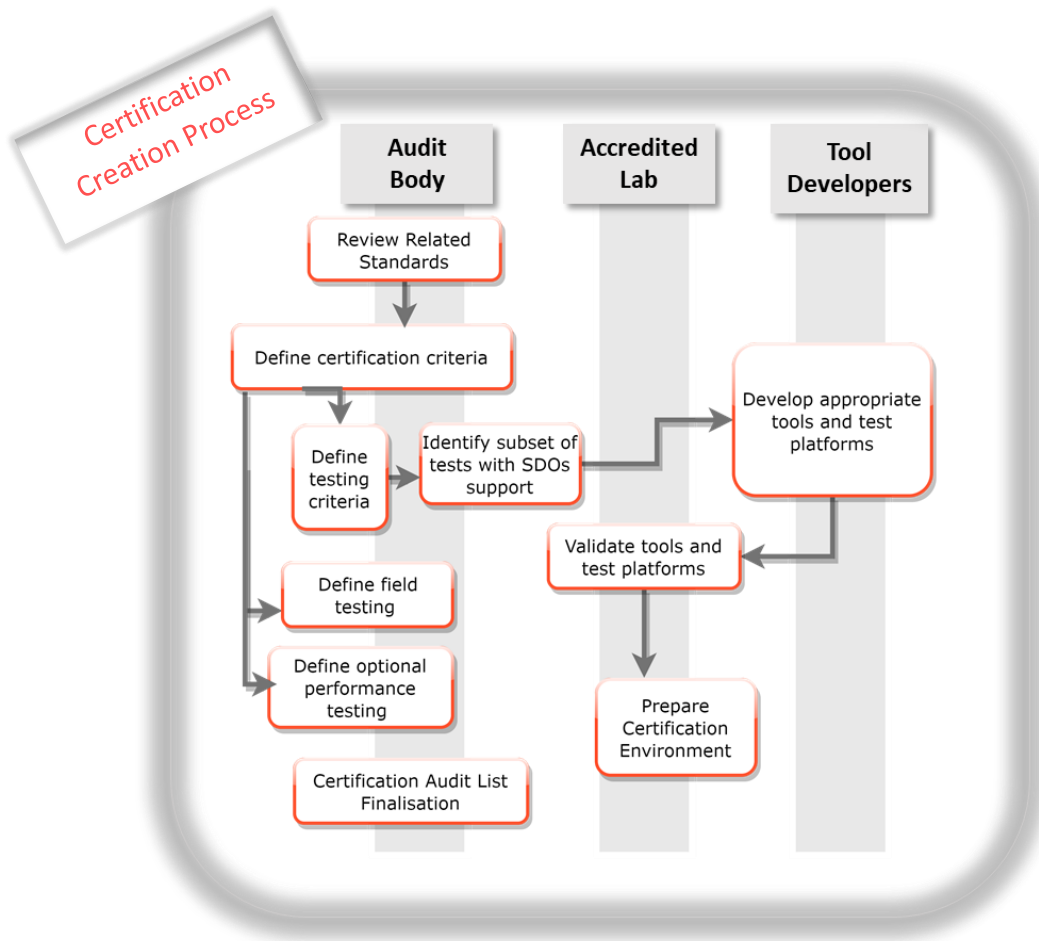 Certification
Creation Process
Audit
Body
Accredited
Lab
Tool
Developers
Review Related
Standards
Define certification criteria
Define
testing
criteria
Identify subset of
tests with SDOs
support
Develop appropriate
tools and test
platforms
Validate tools and
test platforms
Define field
testing
Define optional
performance
testing
Prepare
Certification
Environment
Certification Audit List
Finalisation